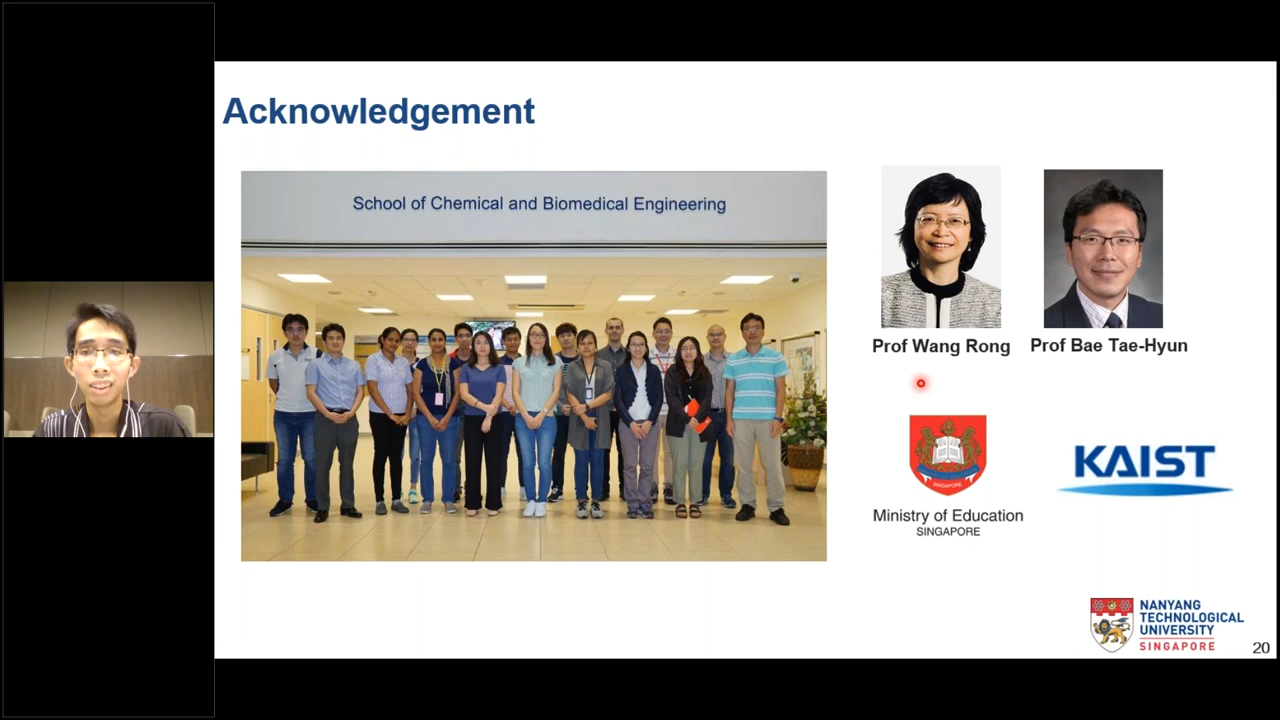 Acknowledgement
School of Chemical and Biomedical Engineering
Prof Wang Rong
Prof Bae Tae-Hyun
SINGAPORE
KAIST
Ministry of Education
SINGAPORE
NANYANG
TECHNOLOGICAL
UNIVERSITY
SINGAPORE
20